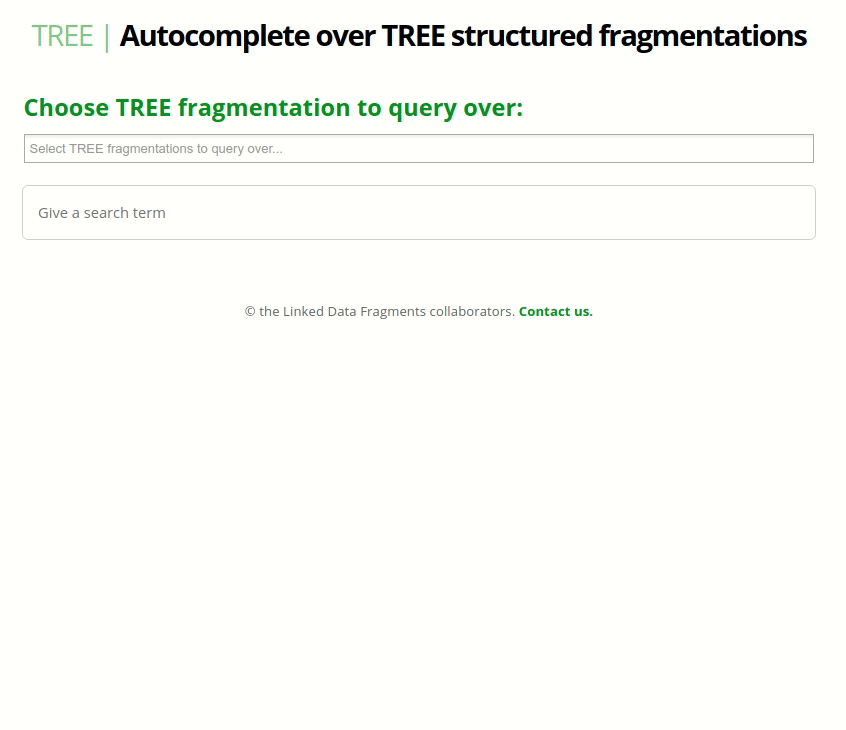 TREE | Autocomplete over TREE structured fragmentations
Choose TREE fragmentation to query over:
Select TREE fragmentations to query over...
Give a search term
© the Linked Data Fragments collaborators. Contact us.